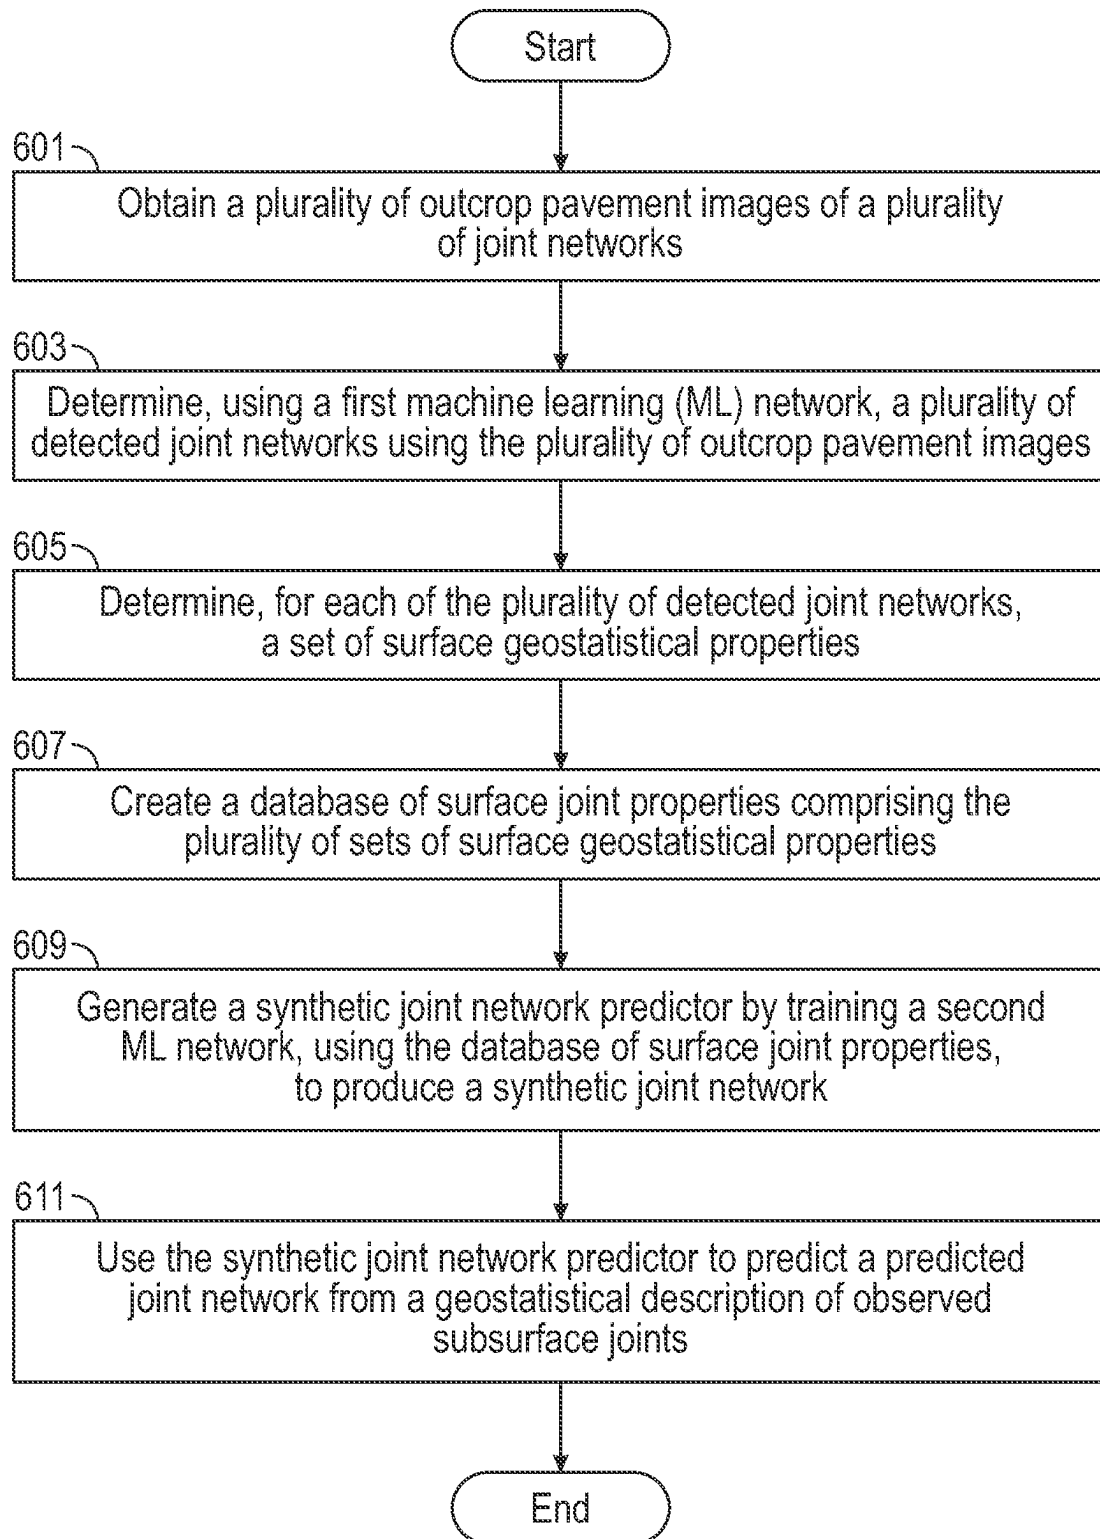 Start
601
Obtain a plurality of outcrop pavement images of a plurality
of joint networks
603
Determine, using a first machine learning (ML) network, a plurality of
detected joint networks using the plurality of outcrop pavement images
605
Determine, for each of the plurality of detected joint networks,
a set of surface geostatistical properties
607
Create a database of surface joint properties comprising the
plurality of sets of surface geostatistical properties
609
Generate a synthetic joint network predictor by training a second
ML network, using the database of surface joint properties,
to produce a synthetic joint network
611
Use the synthetic joint network predictor to predict a predicted
joint network from a geostatistical description of observed
subsurface joints
End